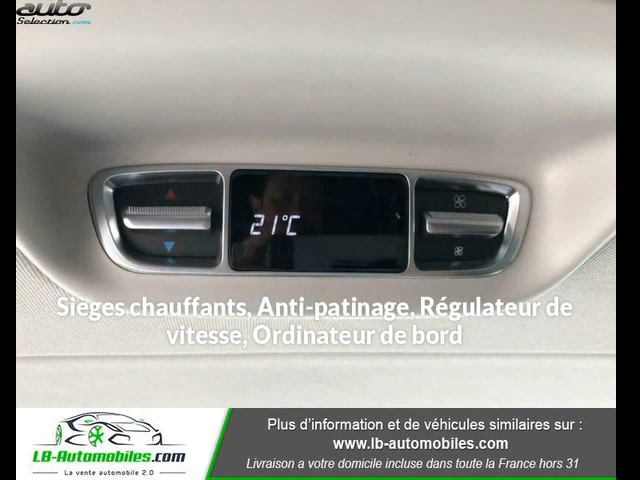 auto
Selection.com
21°C
Sieges chauffants, Anti-patinage, Régulateur de
vitesse, Ordinateur de bord
LB-Automobiles.com
La vente automobile 2.0
Plus d'information et de véhicules similaires sur :
www.lb-automobiles.com
Livraison a votre domicile incluse dans toute la France hors 31